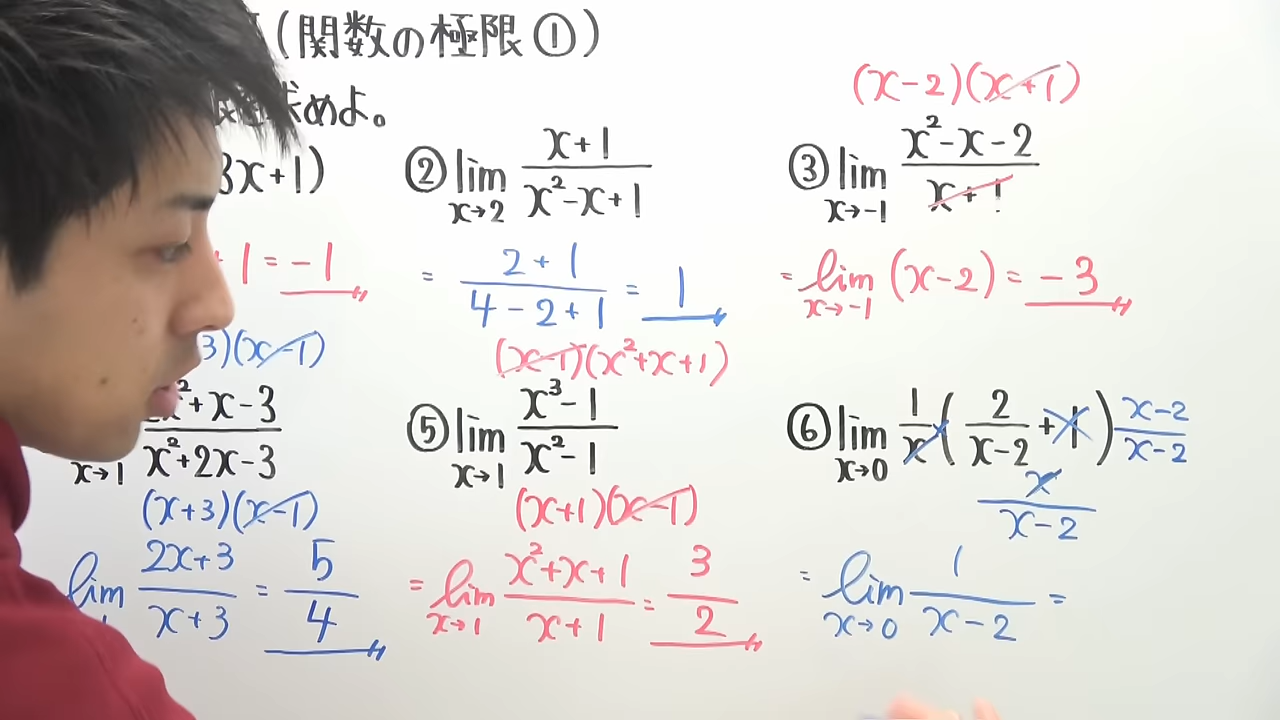 (関数の極限①)
求めよ。
3x+1)
+1=-1
② lim x→2 (x+1)/(x²-x+1)
= (2+1)/(4-2+1) = 1
(x-2)(x+1)
③ lim x→-1 (x²-x-2)/(x+1)
= lim x→-1 (x-2) = -3
3)(x-1)
x→1 x²+x-3/(x²+2x-3)
(x+3)(x-1)
lim (2x+3)/(x+3) = 5/4
(x-1)(x²+x+1)
⑤ lim x→1 (x³-1)/(x²-1)
(x+1)(x-1)
= lim x→1 (x²+x+1)/(x+1) = 3/2
⑥ lim x→0 1/x (2/(x-2)+1) (x-2)/(x-2)
x/(x-2)
= lim x→0 1/(x-2) =